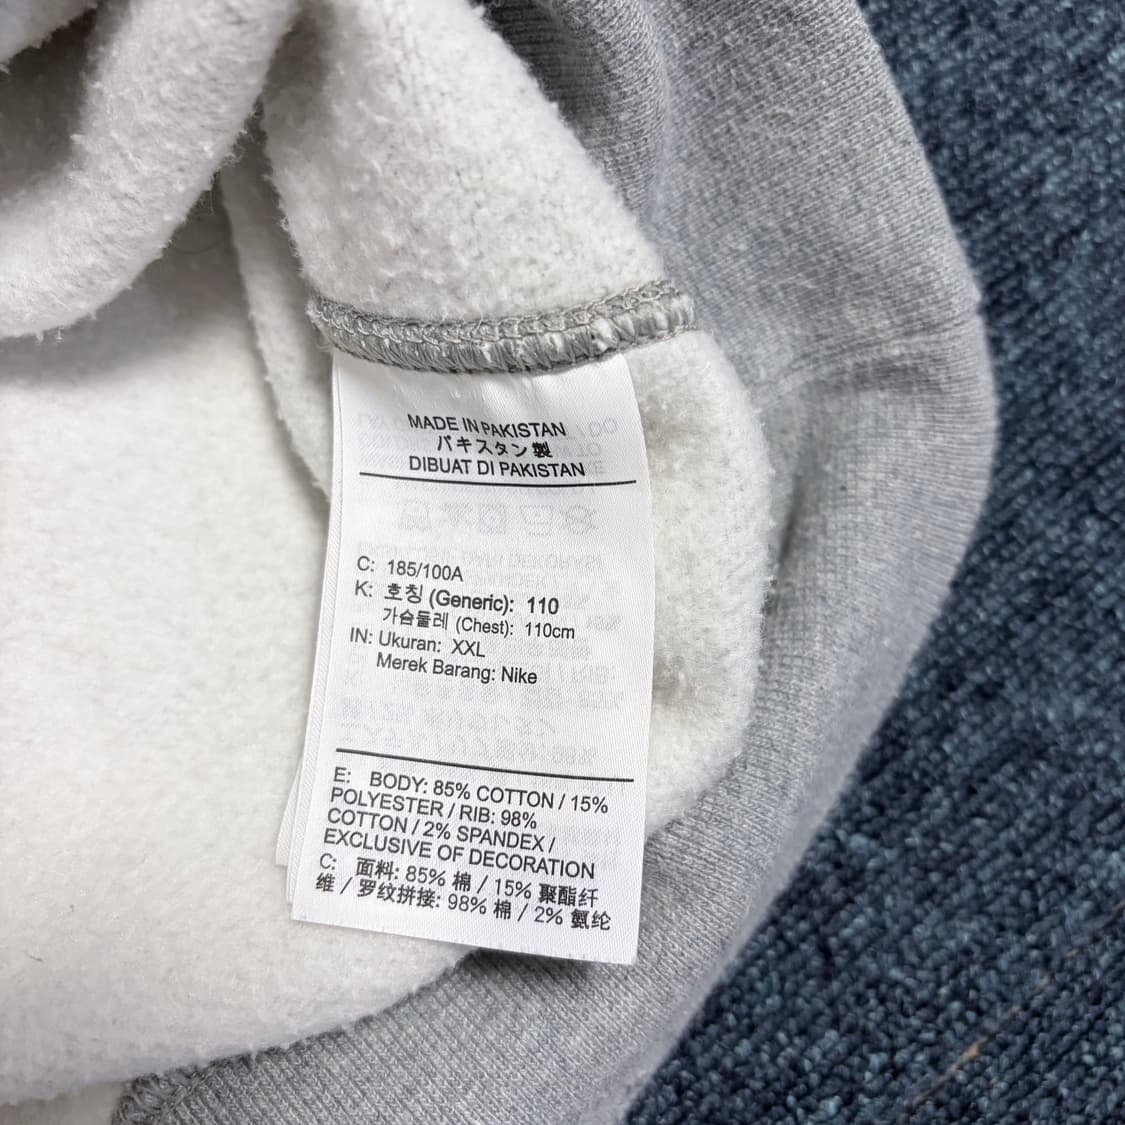 MADE IN PAKISTAN
パキスタン製
DIBUAT DI PAKISTAN
C: 185/100A
K: 호칭 (Generic): 110
가슴둘레 (Chest): 110cm
IN: Ukuran: XXL
Merek Barang: Nike
E: BODY: 85% COTTON / 15%
POLYESTER / RIB: 98%
COTTON / 2% SPANDEX /
EXCLUSIVE OF DECORATION
C: 面料: 85% 棉 / 15% 聚酯纤
维 / 罗纹拼接: 98% 棉 / 2% 氨纶